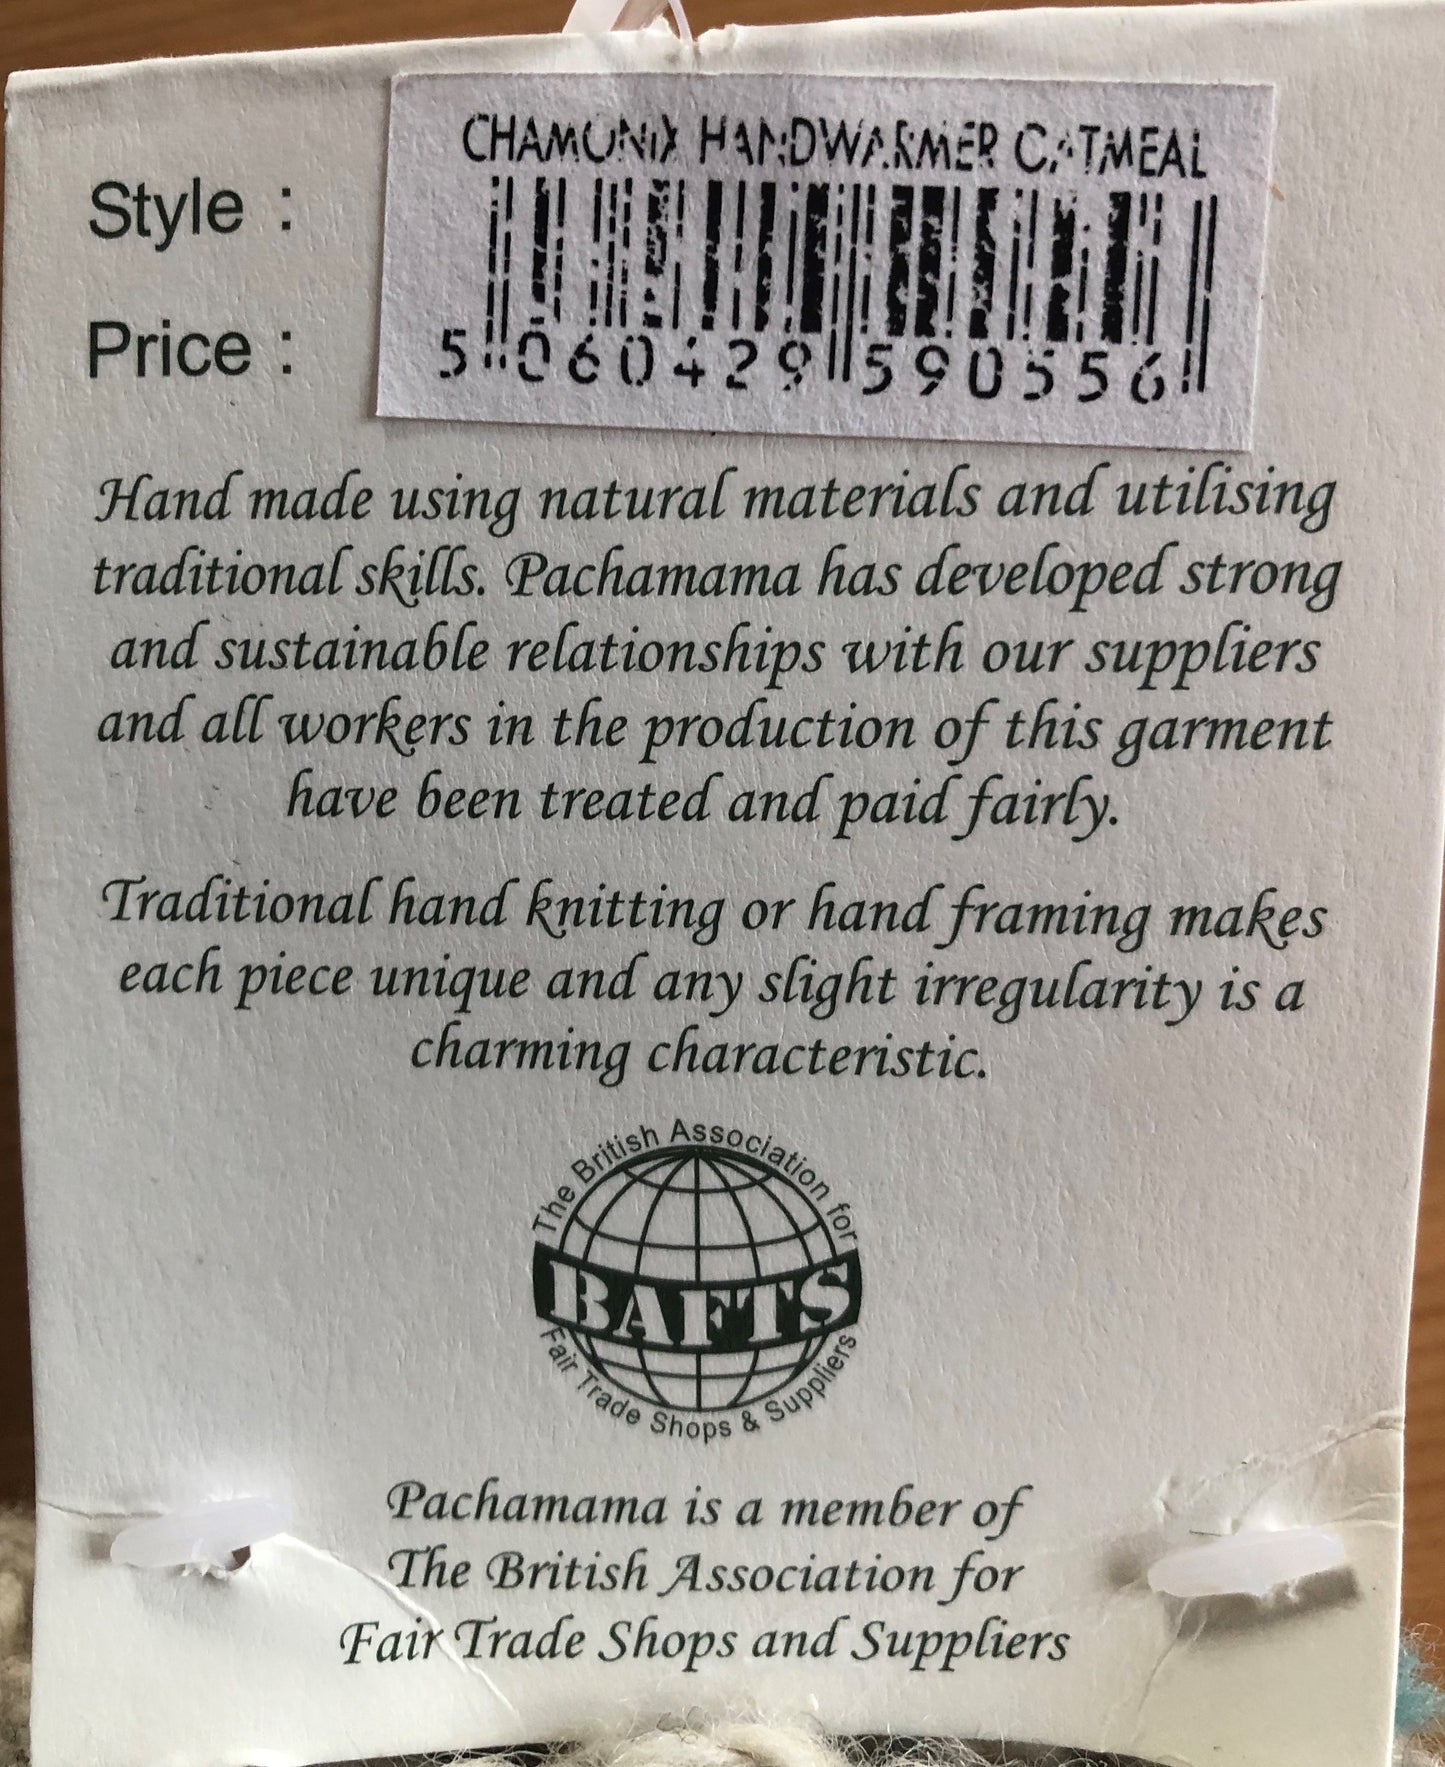 CHAMONIX HANDWARMER OATMEAL
Style :
Price :
5 060429 590556
Hand made using natural materials and utilising
traditional skills. Pachamama has developed strong
and sustainable relationships with our suppliers
and all workers in the production of this garment
have been treated and paid fairly.
Traditional hand knitting or hand framing makes
each piece unique and any slight irregularity is a
charming characteristic.
The British Association for
BAFTS
Fair Trade Shops & Suppliers
Pachamama is a member of
The British Association for
Fair Trade Shops and Suppliers